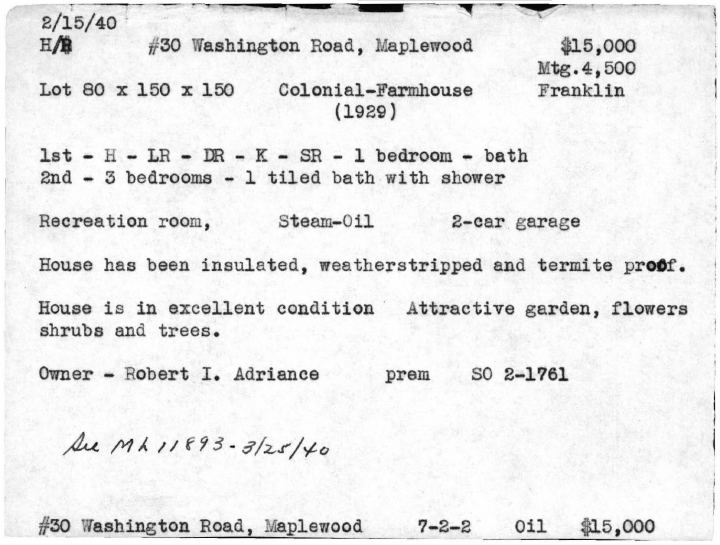 2/15/40
H/R #30 Washington Road, Maplewood $15,000
Mtg.4,500
Lot 80 x 150 x 150 Colonial-Farmhouse Franklin
(1929)
1st - H - LR - DR - K - SR - 1 bedroom - bath
2nd - 3 bedrooms - 1 tiled bath with shower
Recreation room, Steam-Oil 2-car garage
House has been insulated, weatherstripped and termite proof.
House is in excellent condition Attractive garden, flowers
shrubs and trees.
Owner - Robert I. Adriance prem SO 2-1761
See Mh 11893 - 3/25/40
#30 Washington Road, Maplewood 7-2-2 Oil $15,000